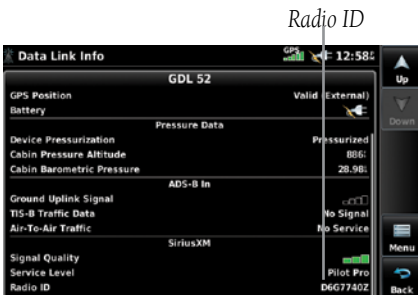 Radio ID
Data Link Info GPS 12:58
Up
GDL 52
GPS Position Valid (External)
Battery
Down
Pressure Data
Device Pressurization Pressurized
Cabin Pressure Altitude 886
Cabin Barometric Pressure 28.98
ADS-B In
Ground Uplink Signal
TIS-B Traffic Data No Signal
Air-To-Air Traffic No Service
Menu
SiriusXM
Signal Quality
Service Level Pilot Pro
Radio ID D6G7740Z
Back